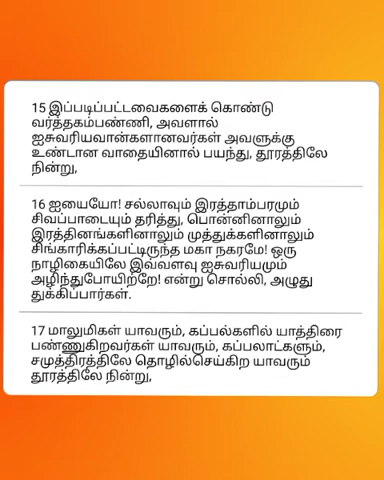 15 இப்படிப்பட்டவைகளைக் கொண்டு
வர்த்தகம்பண்ணி, அவளால்
ஐசுவரியவான்களானவர்கள் அவளுக்கு
உண்டான வாதையினால் பயந்து, தூரத்திலே
நின்று,
16 ஐயையோ! சல்லாவும் இரத்தாம்பரமும்
சிவப்பாடையும் தரித்து, பொன்னினாலும்
இரத்தினங்களினாலும் முத்துக்களினாலும்
சிங்காரிக்கப்பட்டிருந்த மகா நகரமே! ஒரு
நாழிகையிலே இவ்வளவு ஐசுவரியமும்
அழிந்துபோயிற்றே! என்று சொல்லி, அழுது
துக்கிப்பார்கள்.
17 மாலுமிகள் யாவரும், கப்பல்களில் யாத்திரை
பண்ணுகிறவர்கள் யாவரும், கப்பலாட்களும்,
சமுத்திரத்திலே தொழில்செய்கிற யாவரும்
தூரத்திலே நின்று,